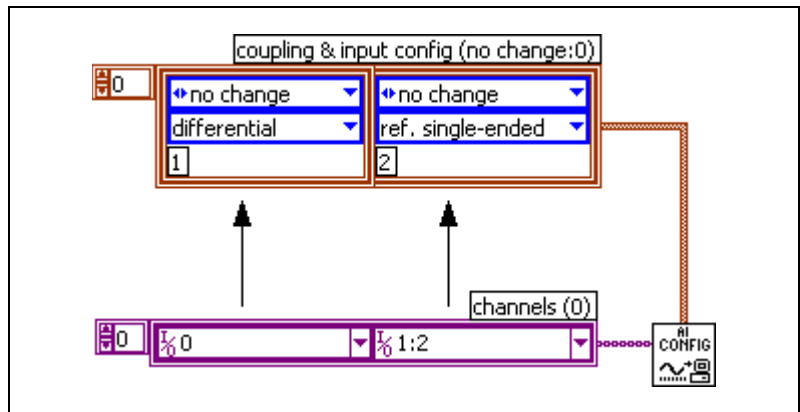 coupling & input config (no change:0)
0
no change
no change
differential
ref. single-ended
1
2
channels (0)
0
I/O 0
I/O 1:2
AI
CONFIG